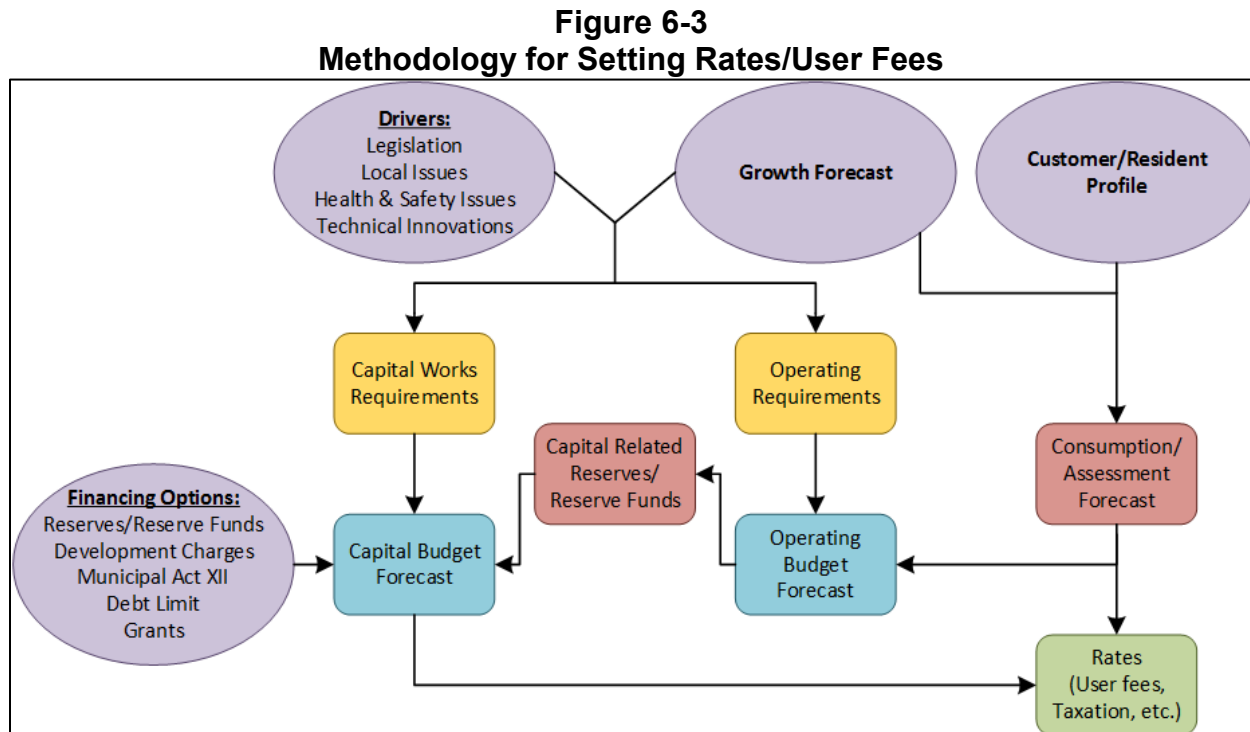 Figure 6-3
Methodology for Setting Rates/User Fees
Drivers:
Legislation
Local Issues
Health & Safety Issues
Technical Innovations
Growth Forecast
Customer/Resident
Profile
Capital Works
Requirements
Operating
Requirements
Capital Related
Reserves/
Reserve Funds
Consumption/
Assessment
Forecast
Financing Options:
Reserves/Reserve Funds
Development Charges
Municipal Act XII
Debt Limit
Grants
Capital Budget
Forecast
Operating
Budget
Forecast
Rates
(User fees,
Taxation, etc.)